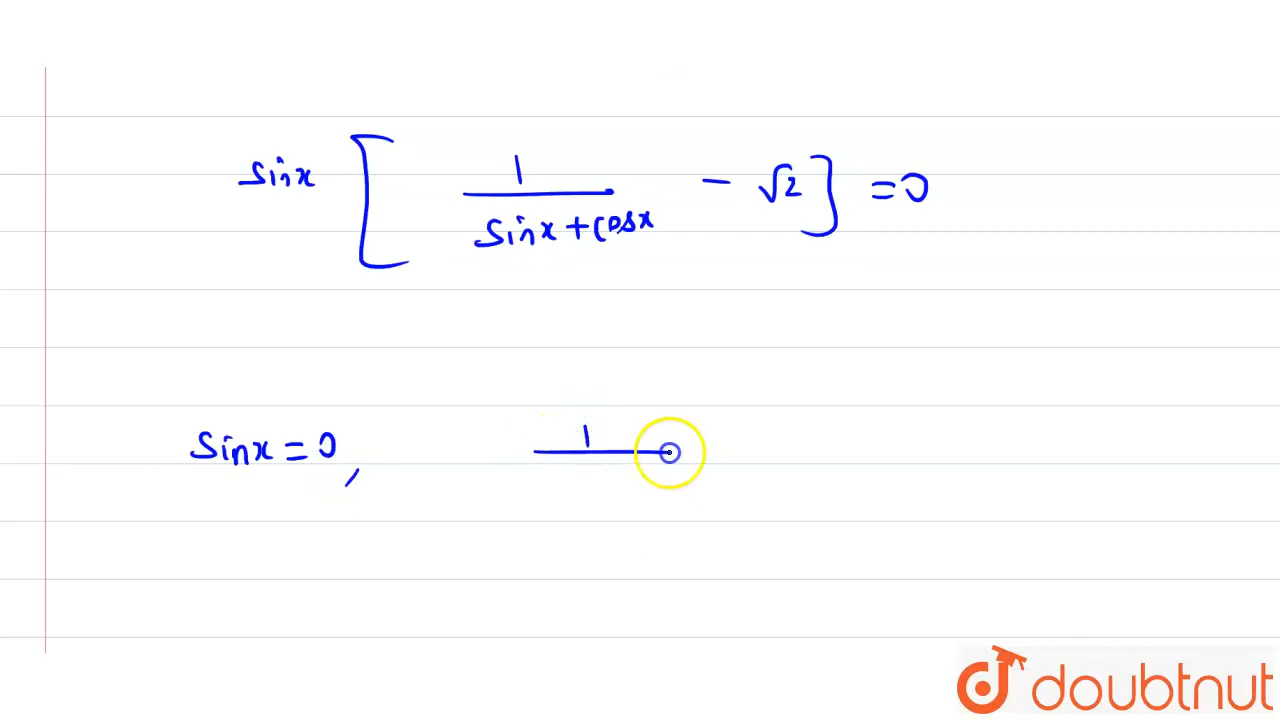 sinx [ 1 / sinx+cosx - √2 ] = 0
sinx = 0, 1
doubtnut